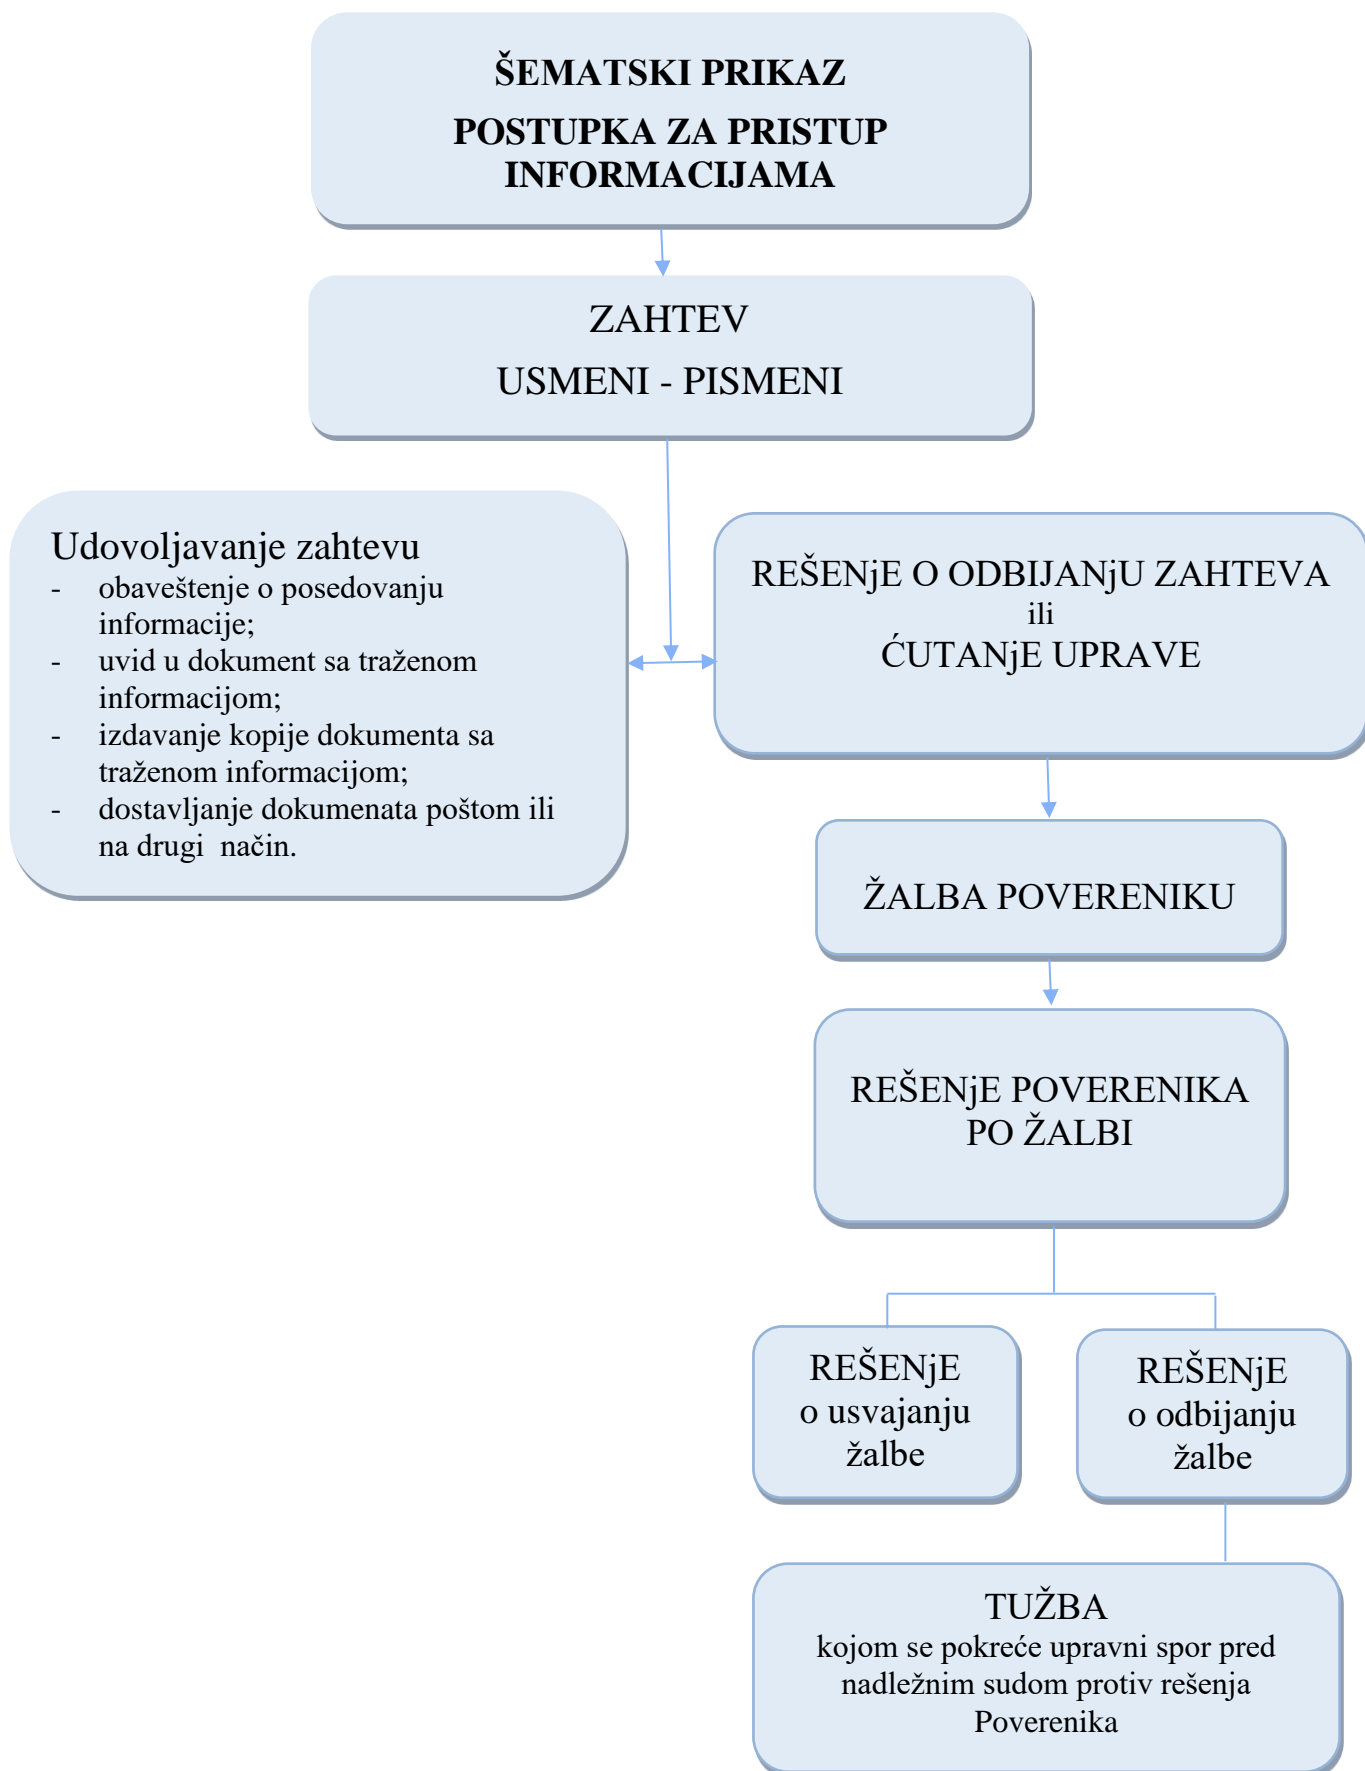 ŠEMATSKI PRIKAZ
POSTUPKA ZA PRISTUP
INFORMACIJAMA
ZAHTEV
USMENI - PISMENI
Udovoljavanje zahtevu
- obaveštenje o posedovanju
informacije;
- uvid u dokument sa traženom
informacijom;
- izdavanje kopije dokumenta sa
traženom informacijom;
- dostavljanje dokumenata poštom ili
na drugi način.
REŠENjE O ODBIJANjU ZAHTEVA
ili
ĆUTANjE UPRAVE
ŽALBA POVERENIKU
REŠENjE POVERENIKA
PO ŽALBI
REŠENjE
o usvajanju
žalbe
REŠENjE
o odbijanju
žalbe
TUŽBA
kojom se pokreće upravni spor pred
nadležnim sudom protiv rešenja
Poverenika